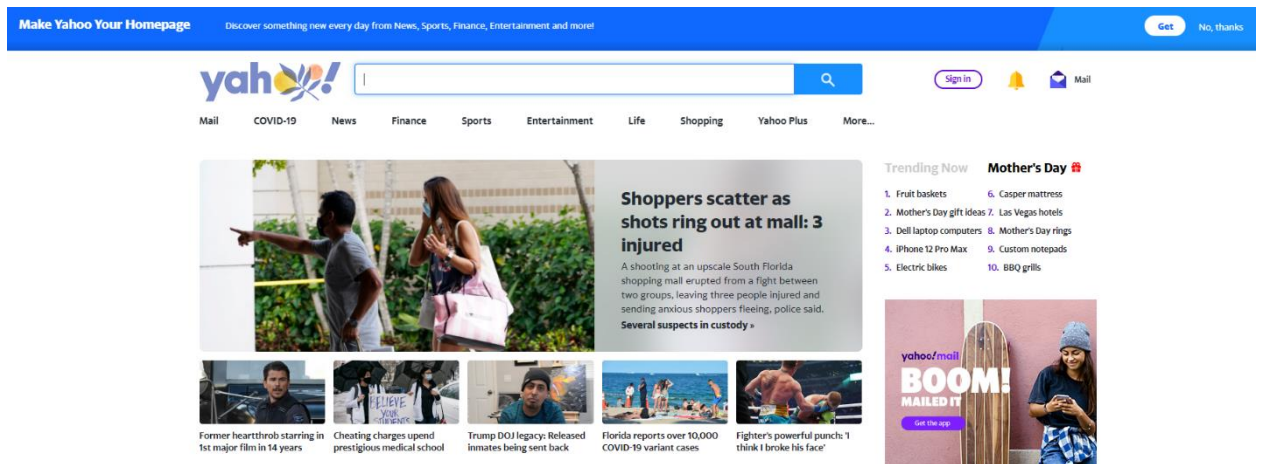 Make Yahoo Your Homepage
Discover something new every day from News, Sports, Finance, Entertainment and more!
Get
No, thanks
yahoo!
Sign in
Mail
Mail
COVID-19
News
Finance
Sports
Entertainment
Life
Shopping
Yahoo Plus
More...
Shoppers scatter as
shots ring out at mall: 3
injured
A shooting at an upscale South Florida
shopping mall erupted from a fight between
two groups, leaving three people injured and
sending anxious shoppers fleeing, police said.
Several suspects in custody »
Trending Now
Mother's Day
1. Fruit baskets
2. Mother's Day gift ideas
3. Dell laptop computers
4. iPhone 12 Pro Max
5. Electric bikes
6. Casper mattress
7. Las Vegas hotels
8. Mother's Day rings
9. Custom notepads
10. BBQ grills
yahoo!mail
BOOM!
MAILED IT
Get the app
BELIEVE
YOUR
STUDENTS
Former heartthrob starring in
1st major film in 14 years
Cheating charges upend
prestigious medical school
Trump DOJ legacy: Released
inmates being sent back
Florida reports over 10,000
COVID-19 variant cases
Fighter's powerful punch: 'I
think I broke his face'